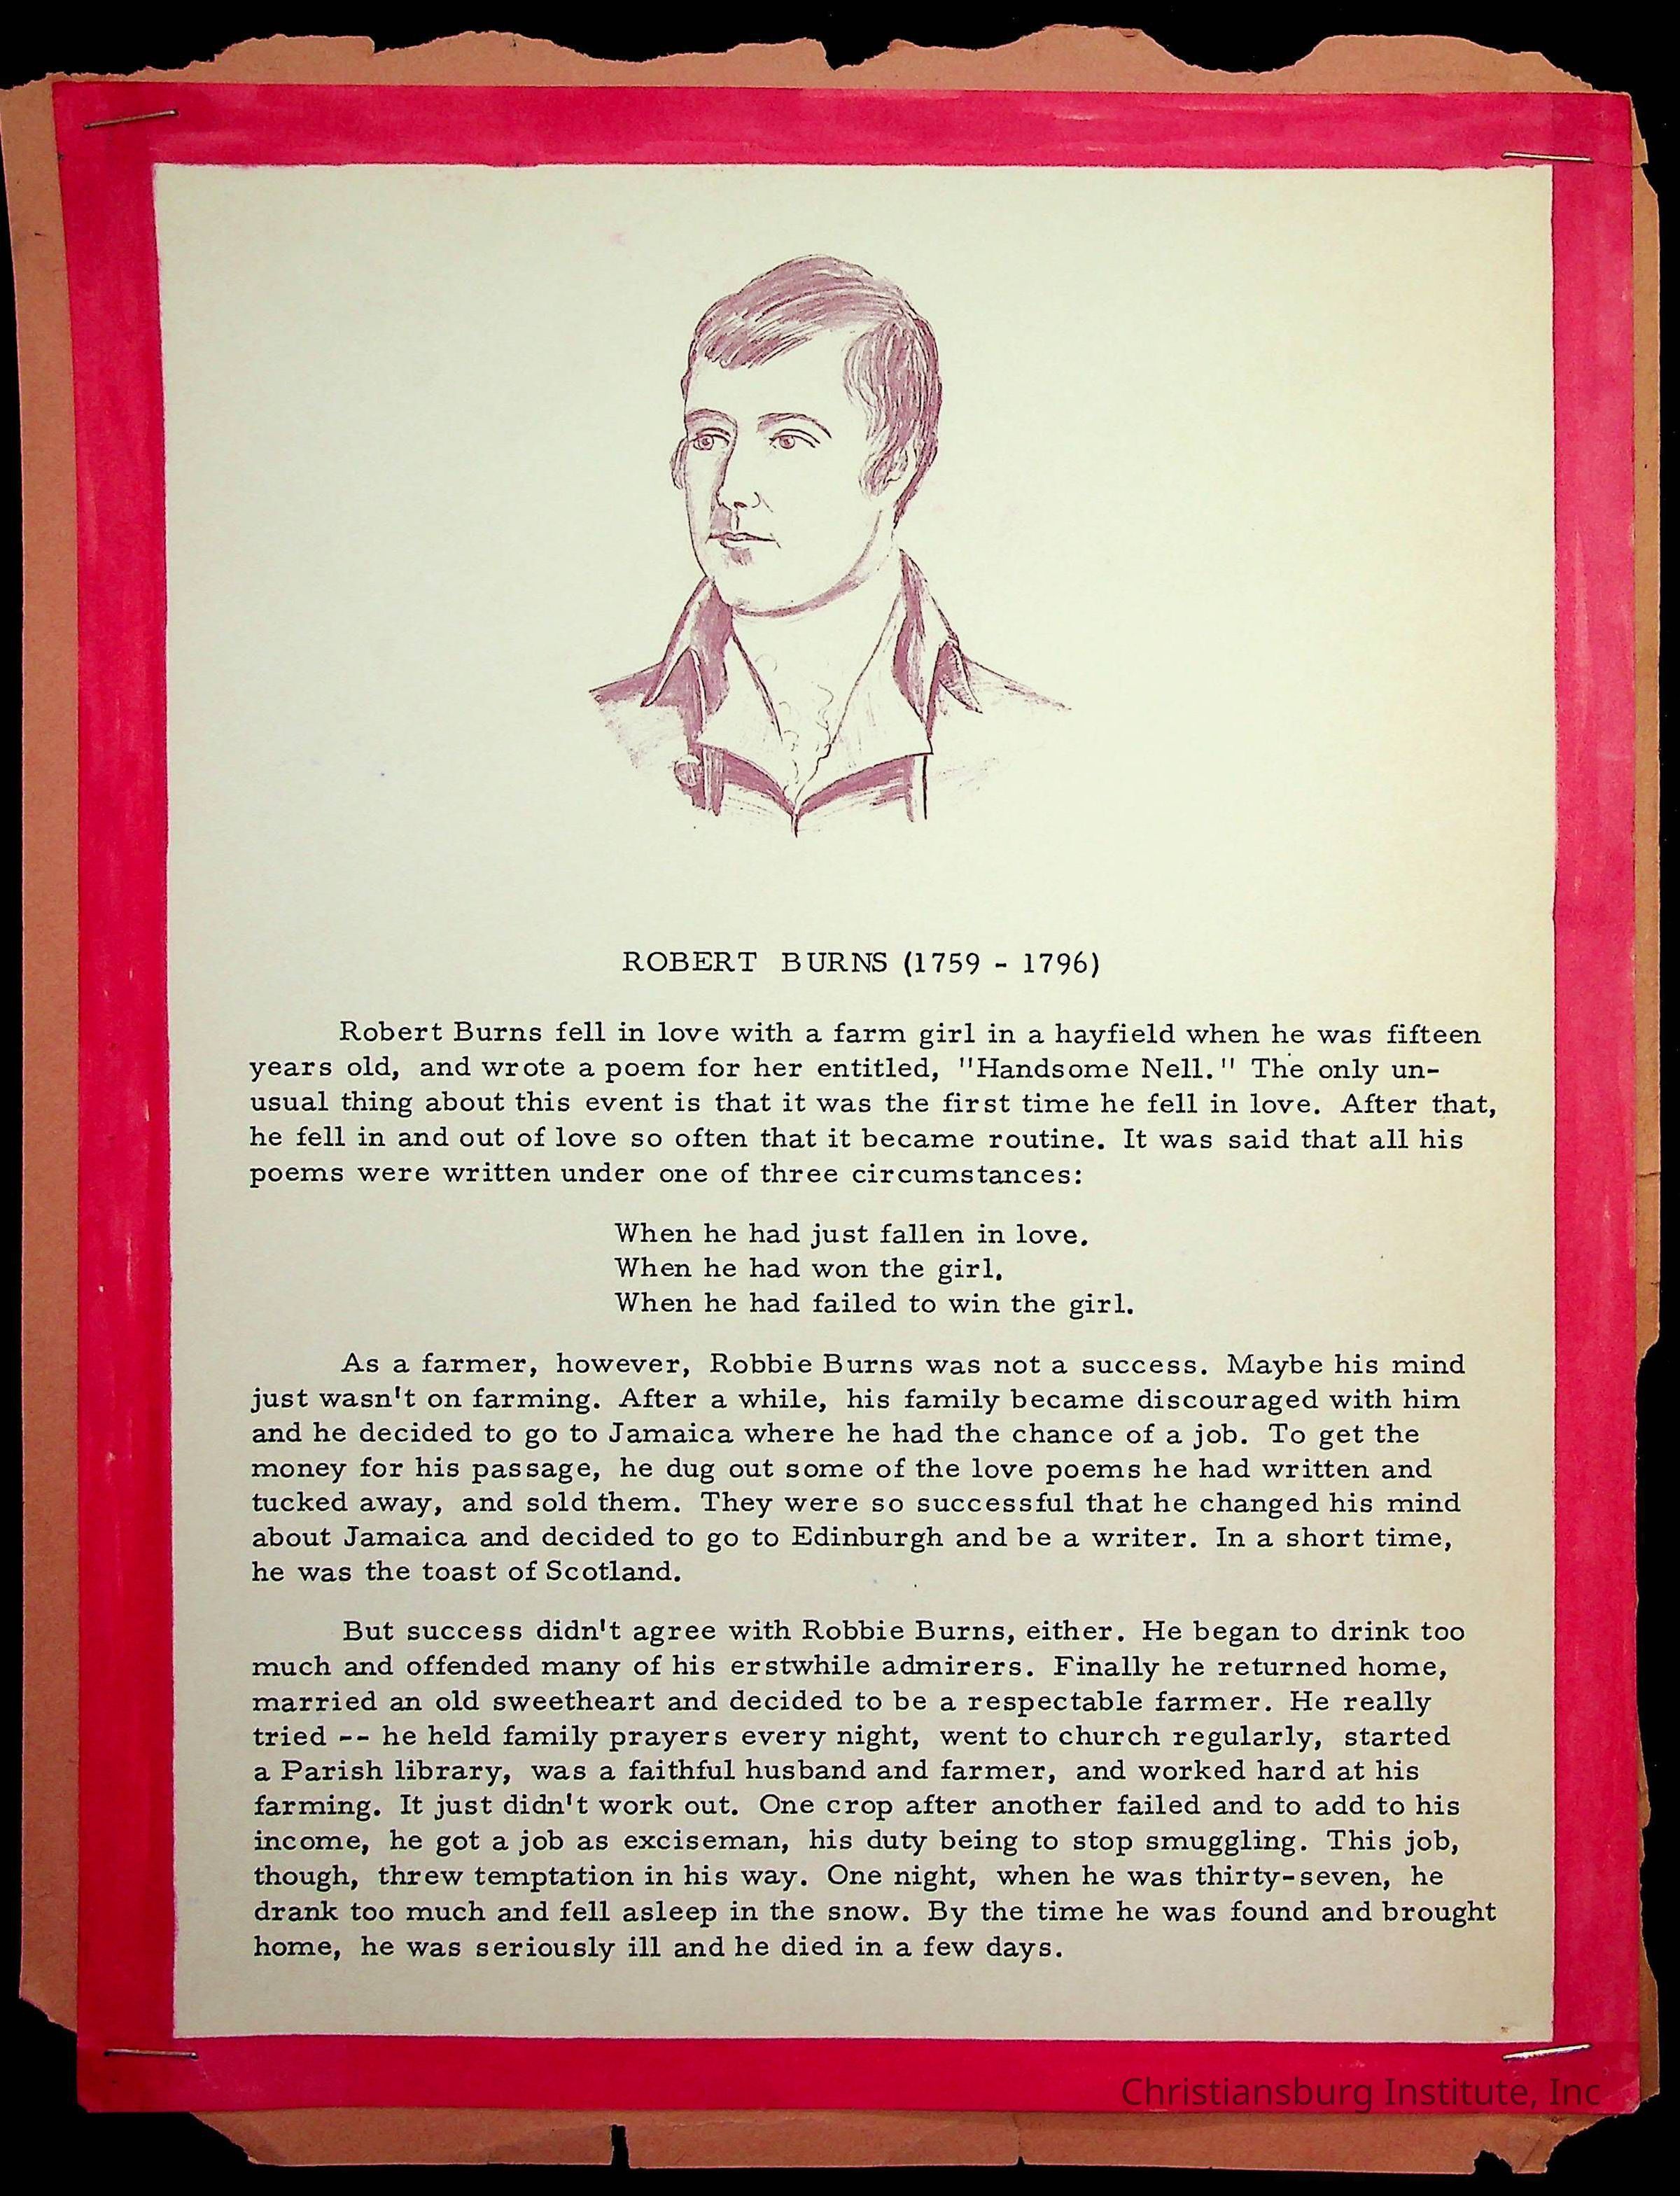 ROBERT BURNS (1759 - 1796)
Robert Burns fell in love with a farm girl in a hayfield when he was fifteen
years old, and wrote a poem for her entitled, "Handsome Nell." The only un-
usual thing about this event is that it was the first time he fell in love. After that,
he fell in and out of love so often that it became routine. It was said that all his
poems were written under one of three circumstances:
When he had just fallen in love.
When he had won the girl.
When he had failed to win the girl.
As a farmer, however, Robbie Burns was not a success. Maybe his mind
just wasn't on farming. After a while, his family became discouraged with him
and he decided to go to Jamaica where he had the chance of a job. To get the
money for his passage, he dug out some of the love poems he had written and
tucked away, and sold them. They were so successful that he changed his mind
about Jamaica and decided to go to Edinburgh and be a writer. In a short time,
he was the toast of Scotland.
But success didn't agree with Robbie Burns, either. He began to drink too
much and offended many of his erstwhile admirers. Finally he returned home,
married an old sweetheart and decided to be a respectable farmer. He really
tried -- he held family prayers every night, went to church regularly, started
a Parish library, was a faithful husband and farmer, and worked hard at his
farming. It just didn't work out. One crop after another failed and to add to his
income, he got a job as exciseman, his duty being to stop smuggling. This job,
though, threw temptation in his way. One night, when he was thirty-seven, he
drank too much and fell asleep in the snow. By the time he was found and brought
home, he was seriously ill and he died in a few days.
Christiansburg Institute, Inc